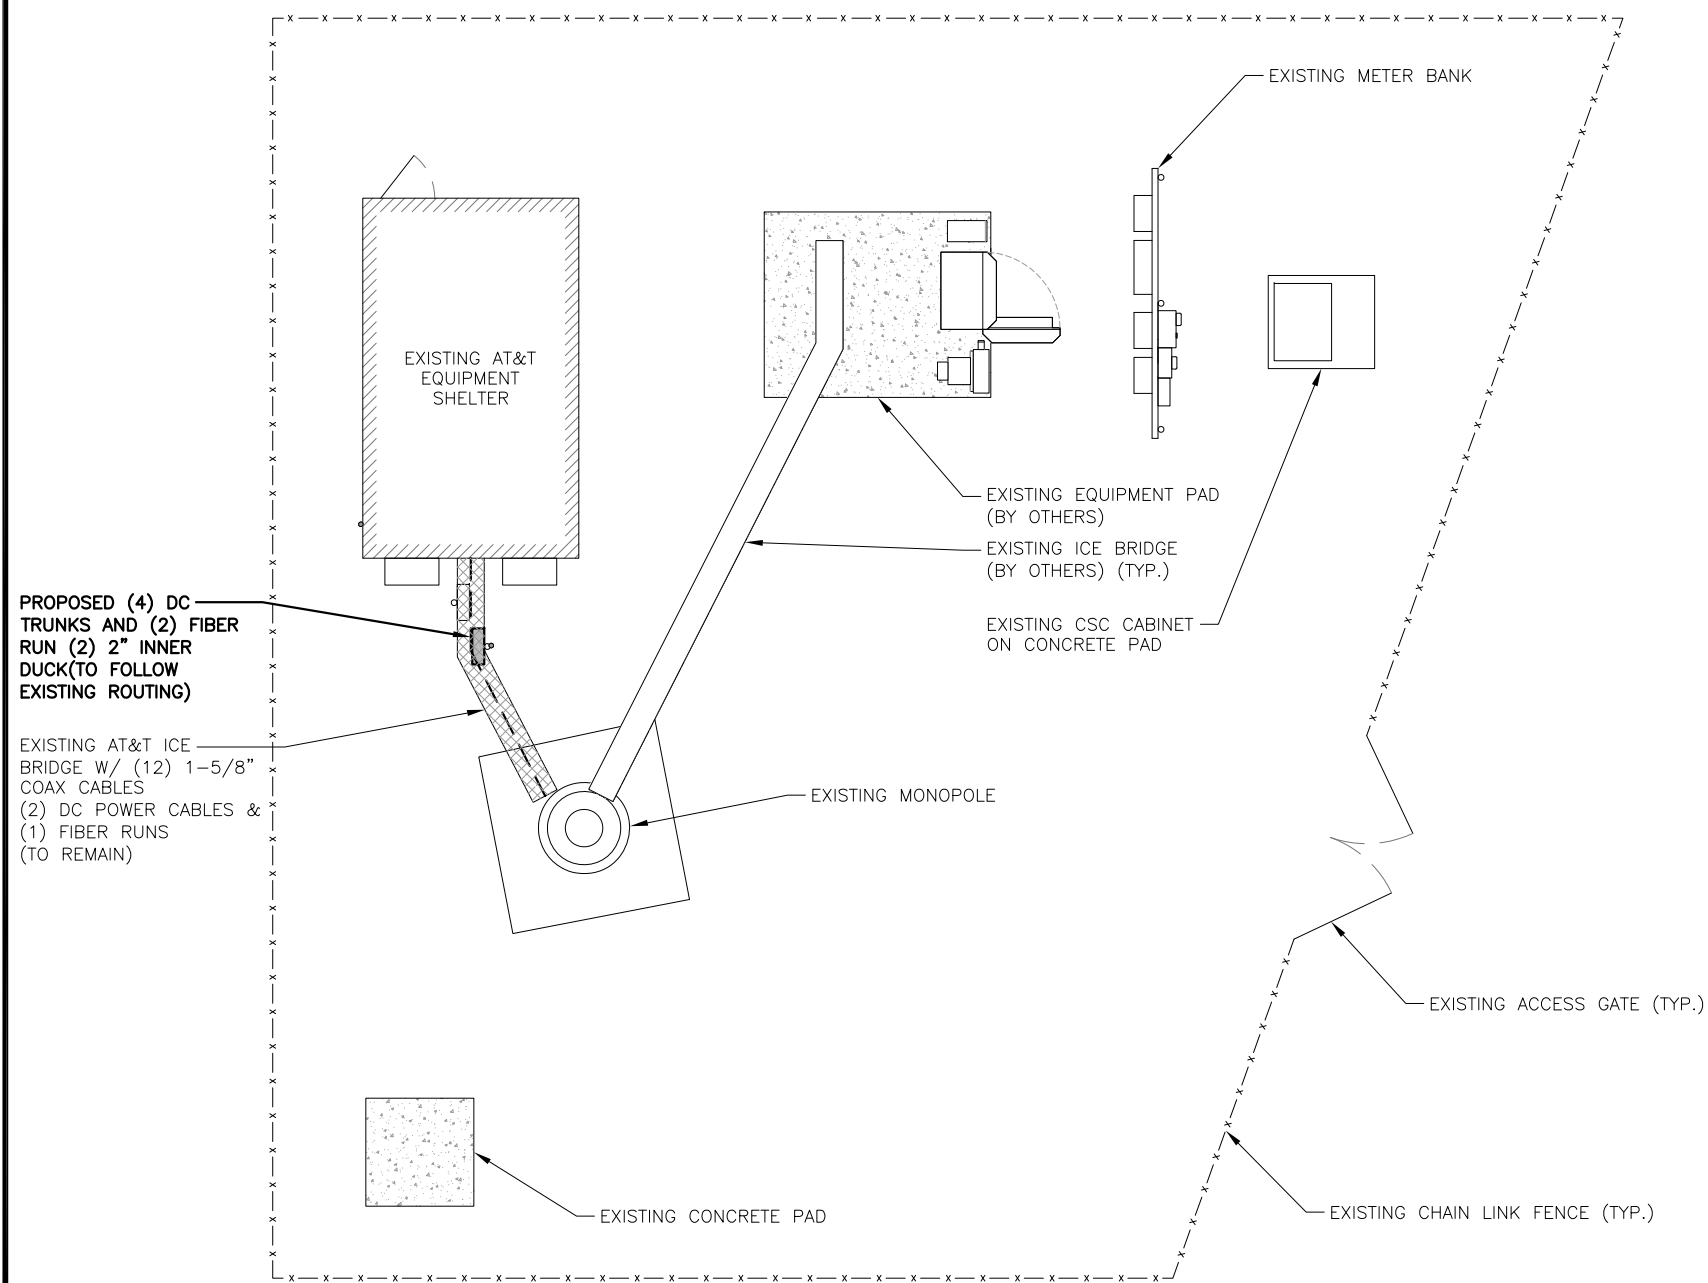 EXISTING METER BANK
EXISTING AT&T
EQUIPMENT
SHELTER
EXISTING EQUIPMENT PAD
(BY OTHERS)
EXISTING ICE BRIDGE
(BY OTHERS) (TYP.)
EXISTING CSC CABINET
ON CONCRETE PAD
PROPOSED (4) DC
TRUNKS AND (2) FIBER
RUN (2) 2" INNER
DUCK(TO FOLLOW
EXISTING ROUTING)
EXISTING AT&T ICE
BRIDGE W/ (12) 1-5/8"
COAX CABLES
(2) DC POWER CABLES &
(1) FIBER RUNS
(TO REMAIN)
EXISTING MONOPOLE
EXISTING ACCESS GATE (TYP.)
EXISTING CONCRETE PAD
EXISTING CHAIN LINK FENCE (TYP.)